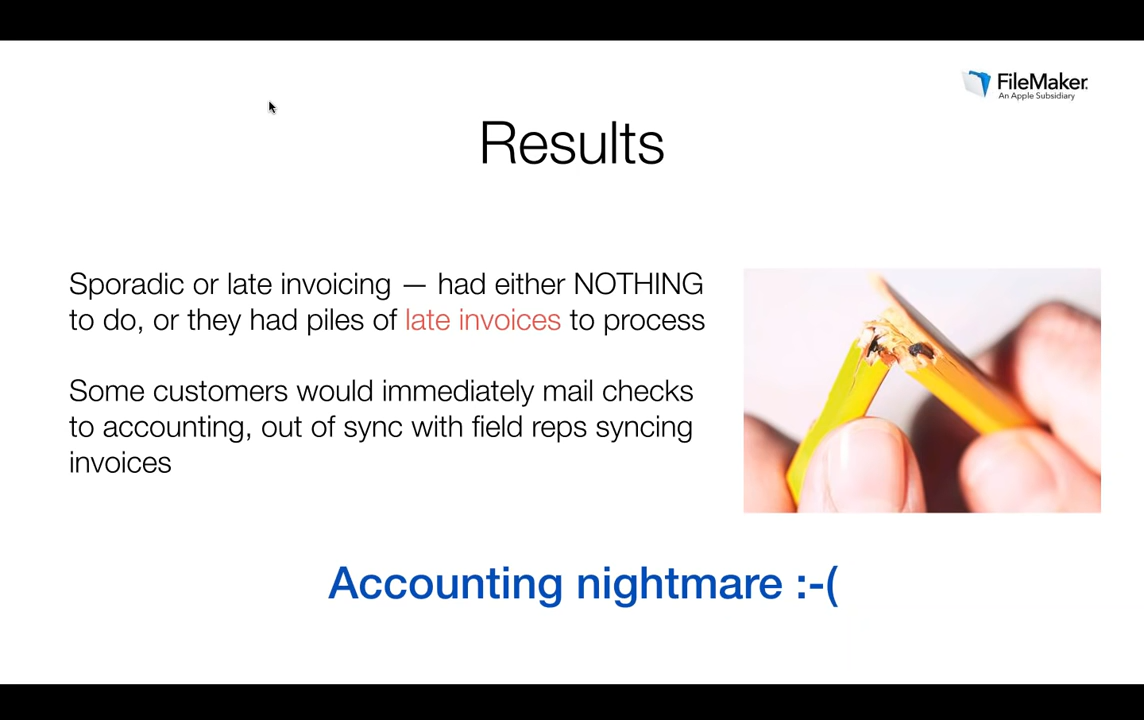 FileMaker.
An Apple Subsidiary
Results
Sporadic or late invoicing — had either NOTHING
to do, or they had piles of late invoices to process
Some customers would immediately mail checks
to accounting, out of sync with field reps syncing
invoices
Accounting nightmare :-(